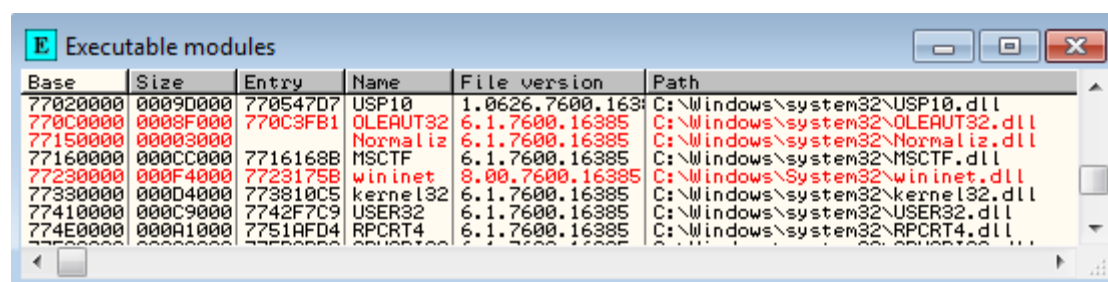 E Executable modules
Base Size Entry Name File version Path
77020000 0009D000 770547D7 USP10 1.0626.7600.163 C:\Windows\system32\USP10.dll
770C0000 0008F000 770C3FB1 OLEAUT32 6.1.7600.16385 C:\Windows\system32\OLEAUT32.dll
77150000 00003000 Normaliz 6.1.7600.16385 C:\Windows\system32\Normaliz.dll
77160000 000CC000 7716168B MSCTF 6.1.7600.16385 C:\Windows\system32\MSCTF.dll
77230000 000F4000 7723175B wininet 8.00.7600.16385 C:\Windows\System32\wininet.dll
77330000 000D4000 773810C5 kernel32 6.1.7600.16385 C:\Windows\system32\kernel32.dll
77410000 000C9000 7742F7C9 USER32 6.1.7600.16385 C:\Windows\system32\USER32.dll
774E0000 000A1000 7751AFD4 RPCRT4 6.1.7600.16385 C:\Windows\system32\RPCRT4.dll